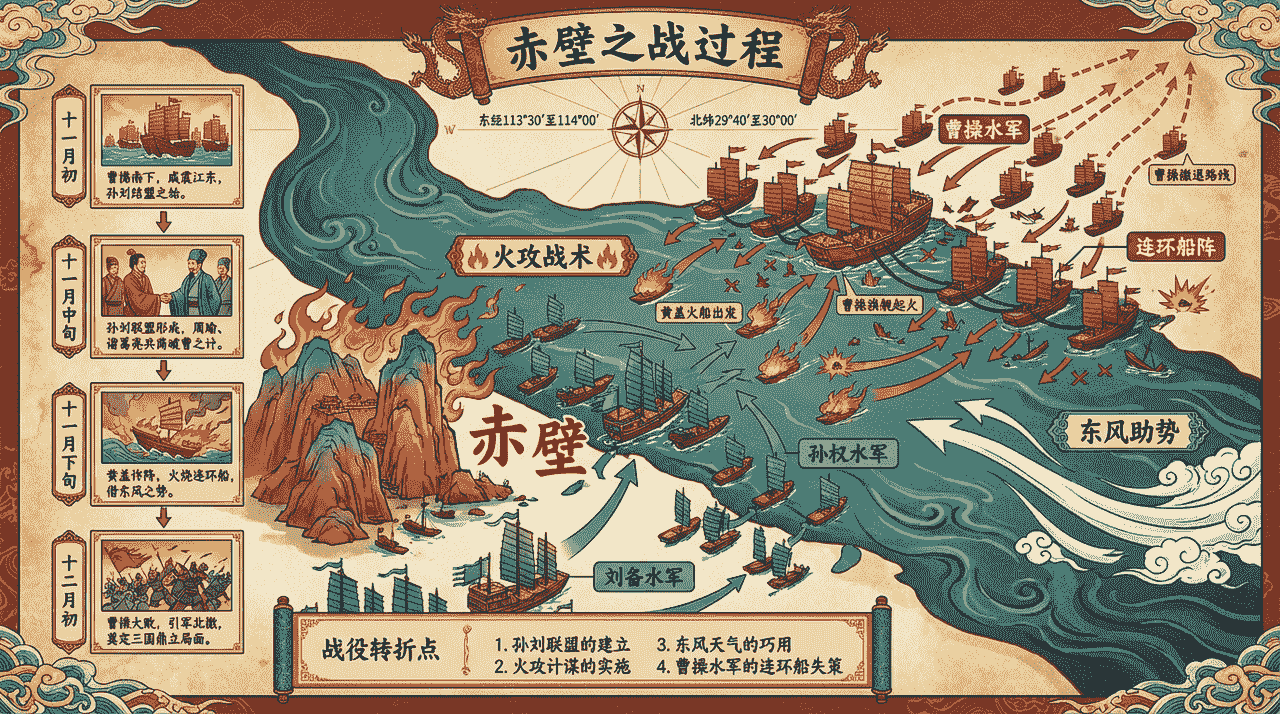 赤壁之战过程
N
W
东经113°30′至114°00′
北纬29°40′至30°00′
十一月初
曹操南下，威震江东，
孙刘结盟之始。
十一月中旬
孙刘联盟形成，周瑜、
诸葛亮共商破曹之计。
十一月下旬
黄盖诈降，火烧连环船，
借东风之势。
十二月初
曹操大败，引军北撤，
奠定三国鼎立局面。
曹操水军
曹操撤退路线
连环船阵
火攻战术
黄盖火船出发
曹操旗舰起火
赤壁
孙权水军
东风助势
刘备水军
战役转折点
1. 孙刘联盟的建立
2. 火攻计谋的实施
3. 东风天气的巧用
4. 曹操水军的连环船失策